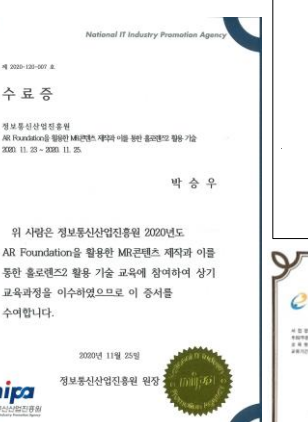 National IT Industry Promotion Agency
제 2020-120-007 호
수 료 증
정보통신산업진흥원
AR Foundation을 활용한 MR콘텐츠 제작과 이를 통한 홀로렌즈2 활용 기술
2020. 11. 23 ~ 2020. 11. 25.
박 승 우
위 사람은 정보통신산업진흥원 2020년도
AR Foundation을 활용한 MR콘텐츠 제작과 이를
통한 홀로렌즈2 활용 기술 교육에 참여하여 상기
교육과정을 이수하였으므로 이 증서를
수여합니다.
2020년 11월 25일
정보통신산업진흥원 원장
nipa